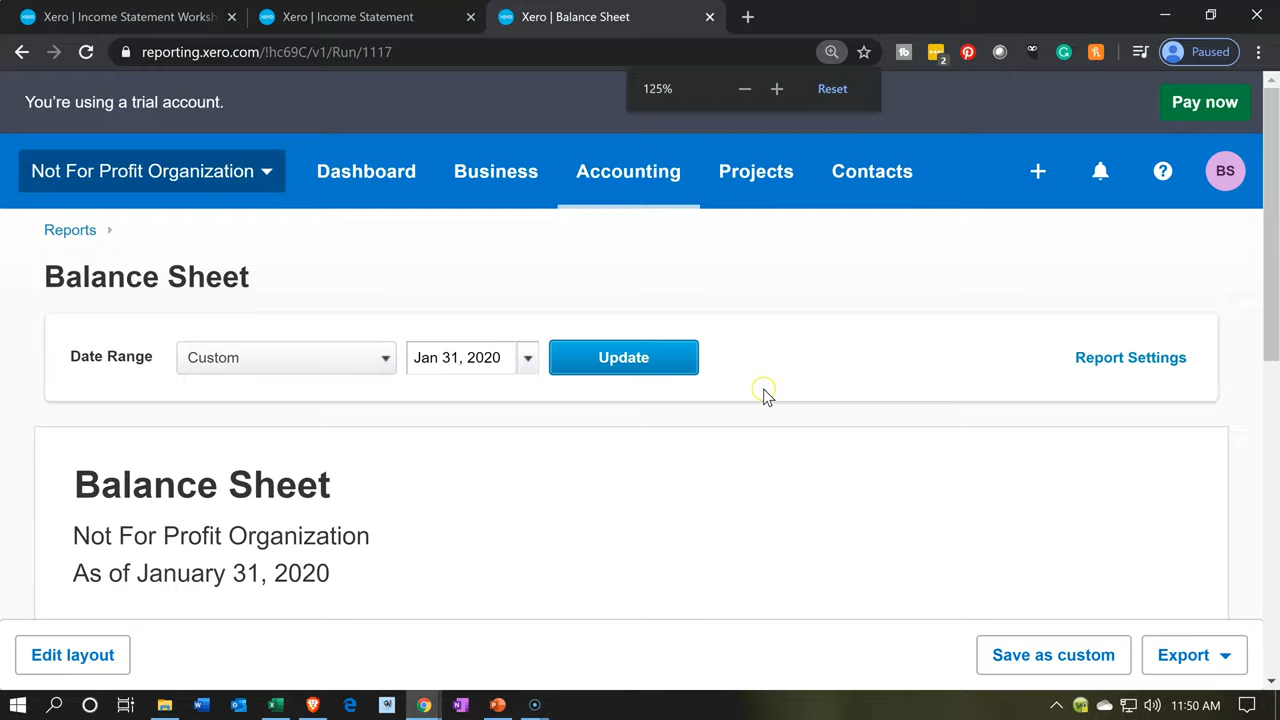 Xero | Income Statement Worksh
Xero | Income Statement
Xero | Balance Sheet
reporting.xero.com/!hc69C/v1/Run/1117
2
Paused
125%
Reset
You're using a trial account.
Pay now
Not For Profit Organization
Dashboard
Business
Accounting
Projects
Contacts
BS
Reports
Balance Sheet
Date Range
Custom
Jan 31, 2020
Update
Report Settings
Balance Sheet
Not For Profit Organization
As of January 31, 2020
Edit layout
Save as custom
Export
11:50 AM